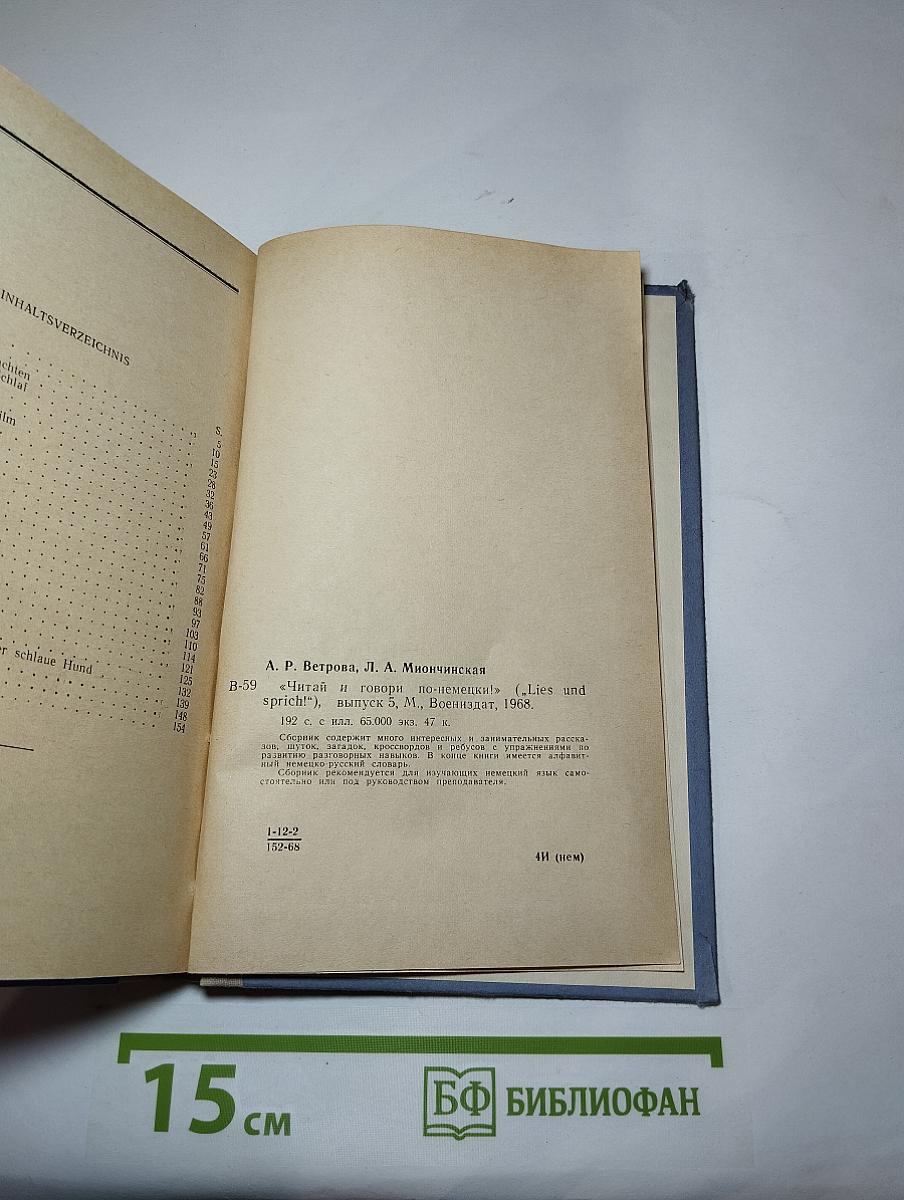 INHALTSVERZEICHNIS
S.
5
10
15
23
28
32
36
43
49
57
61
66
71
75
82
88
93
97
103
110
114
schlaue Hund 121
125
132
139
148
154
А. Р. Ветрова, Л. А. Миончинская
В-59 «Читай и говори по-немецки!» („Lies und
sprich!“), выпуск 5, М., Воениздат, 1968.
192 с. с илл. 65.000 экз. 47 к.
Сборник содержит много интересных и занимательных расска-
зов, шуток, загадок, кроссвордов и ребусов с упражнениями по
развитию разговорных навыков. В конце книги имеется алфавит-
ный немецко-русский словарь.
Сборник рекомендуется для изучающих немецкий язык само-
стоятельно или под руководством преподавателя.
1-12-2
152-68
4И (нем)
15 см
БФ БИБЛИОФАН